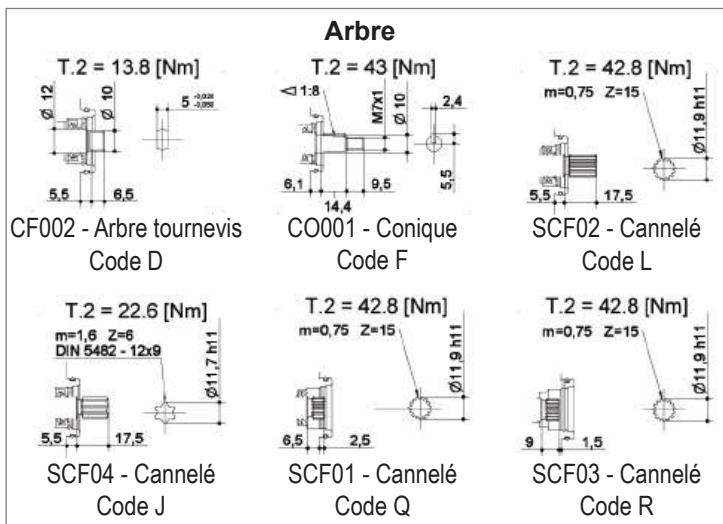 Arbre
T.2 = 13.8 [Nm]
Ø 12
Ø 10
5 -0,020 -0,050
5,5
6,5
CF002 - Arbre tournevis
Code D
T.2 = 43 [Nm]
1:8
M7x1
Ø 10
2,4
6,1
9,5
5,5
14,4
CO001 - Conique
Code F
T.2 = 42.8 [Nm]
m=0,75 Z=15
Ø11,9 h11
5,5
17,5
SCF02 - Cannelé
Code L
T.2 = 22.6 [Nm]
m=1,6 Z=6
DIN 5482 - 12x9
Ø11,7 h11
5,5
17,5
SCF04 - Cannelé
Code J
T.2 = 42.8 [Nm]
m=0,75 Z=15
Ø11,9 h11
6,5
2,5
SCF01 - Cannelé
Code Q
T.2 = 42.8 [Nm]
m=0,75 Z=15
Ø11,9 h11
9
1,5
SCF03 - Cannelé
Code R